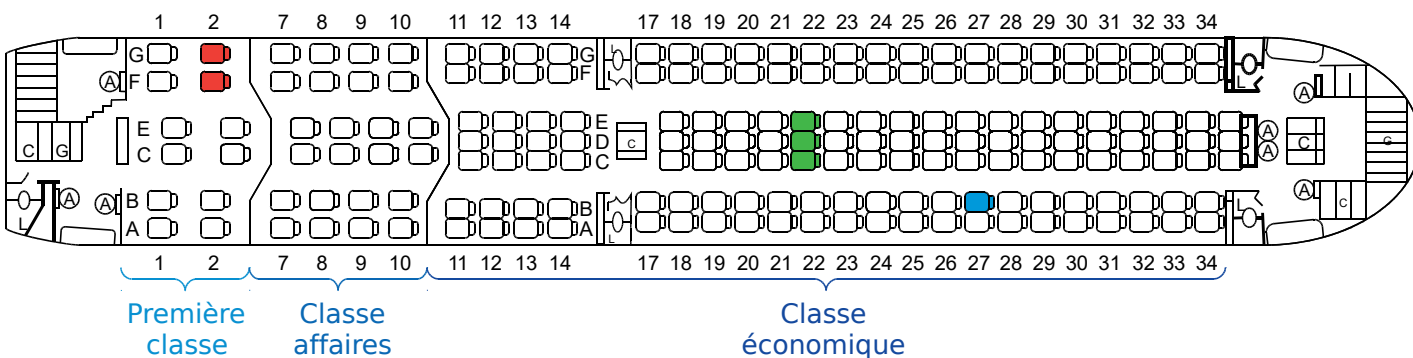 1 2 7 8 9 10 11 12 13 14 17 18 19 20 21 22 23 24 25 26 27 28 29 30 31 32 33 34
G G L
A F F L A
E E A
C G C D C A C G
C
B B A
A A A L C
L A A L
1 2 7 8 9 10 11 12 13 14 17 18 19 20 21 22 23 24 25 26 27 28 29 30 31 32 33 34
Première classe
Classe affaires
Classe économique